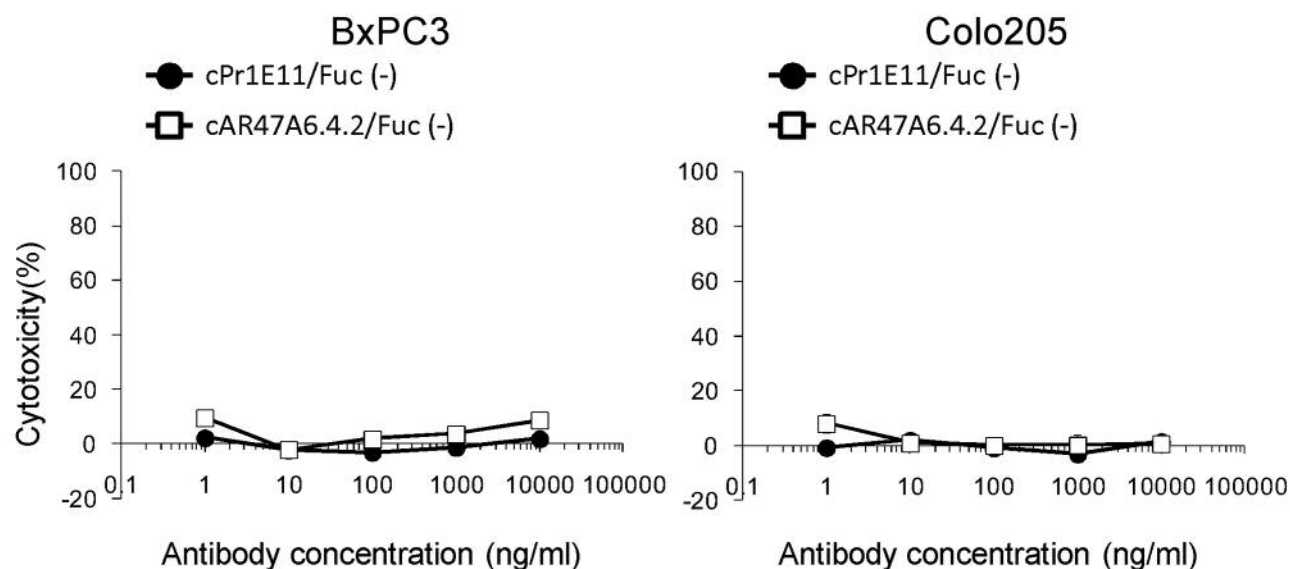 BxPC3
cPr1E11/Fuc (-)
cAR47A6.4.2/Fuc (-)
Cytotoxicity(%)
100
80
60
40
20
0
-20
0.1 1 10 100 1000 10000 100000
Antibody concentration (ng/ml)
Colo205
cPr1E11/Fuc (-)
cAR47A6.4.2/Fuc (-)
100
80
60
40
20
0
-20
0.1 1 10 100 1000 10000 100000
Antibody concentration (ng/ml)